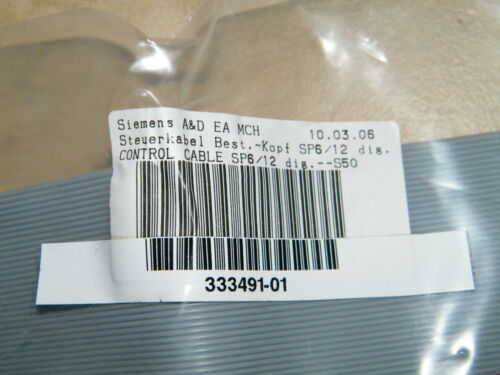 Siemens A&D EA MCH 10.03.06
Steuerkabel Best.-Kopf SP6/12 dig.
CONTROL CABLE SP6/12 dig.--S50
333491-01